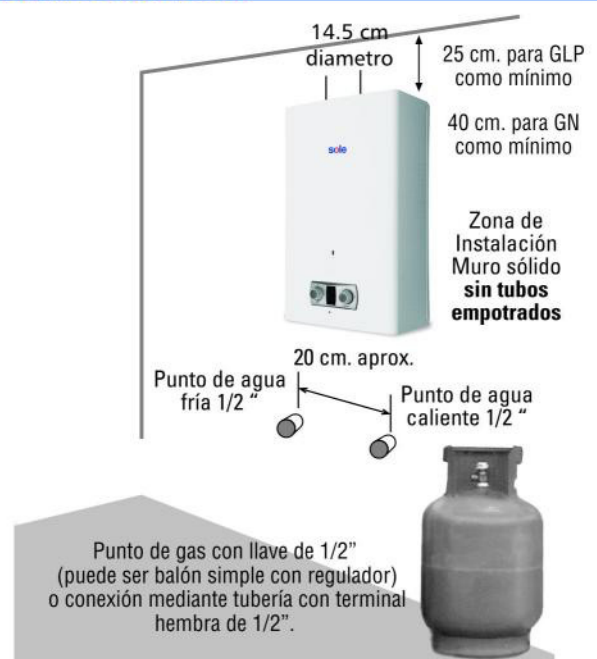 14.5 cm
diametro
25 cm. para GLP
como mínimo
40 cm. para GN
como mínimo
sole
Zona de
Instalación
Muro sólido
sin tubos
empotrados
20 cm. aprox.
Punto de agua
fría 1/2 “
Punto de agua
caliente 1/2 “
Punto de gas con llave de 1/2”
(puede ser balón simple con regulador)
o conexión mediante tubería con terminal
hembra de 1/2”.